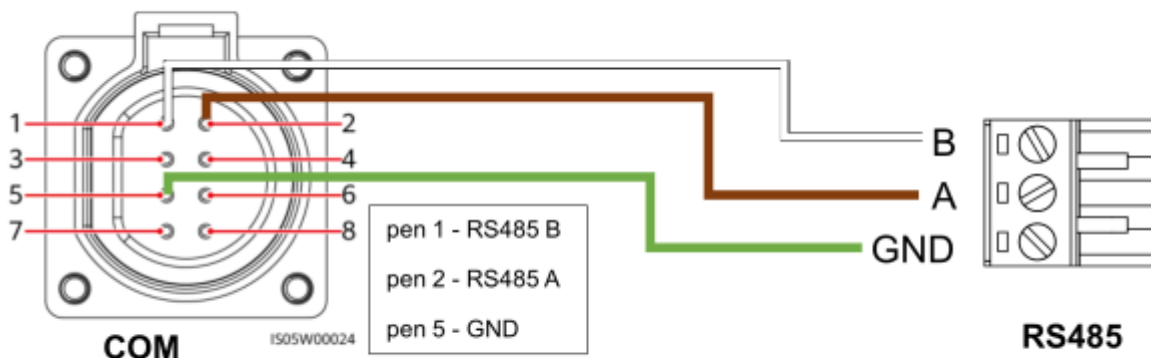 1
2
3
4
5
6
7
8
B
A
GND
pen 1 - RS485 B
pen 2 - RS485 A
pen 5 - GND
IS05W00024
COM
RS485